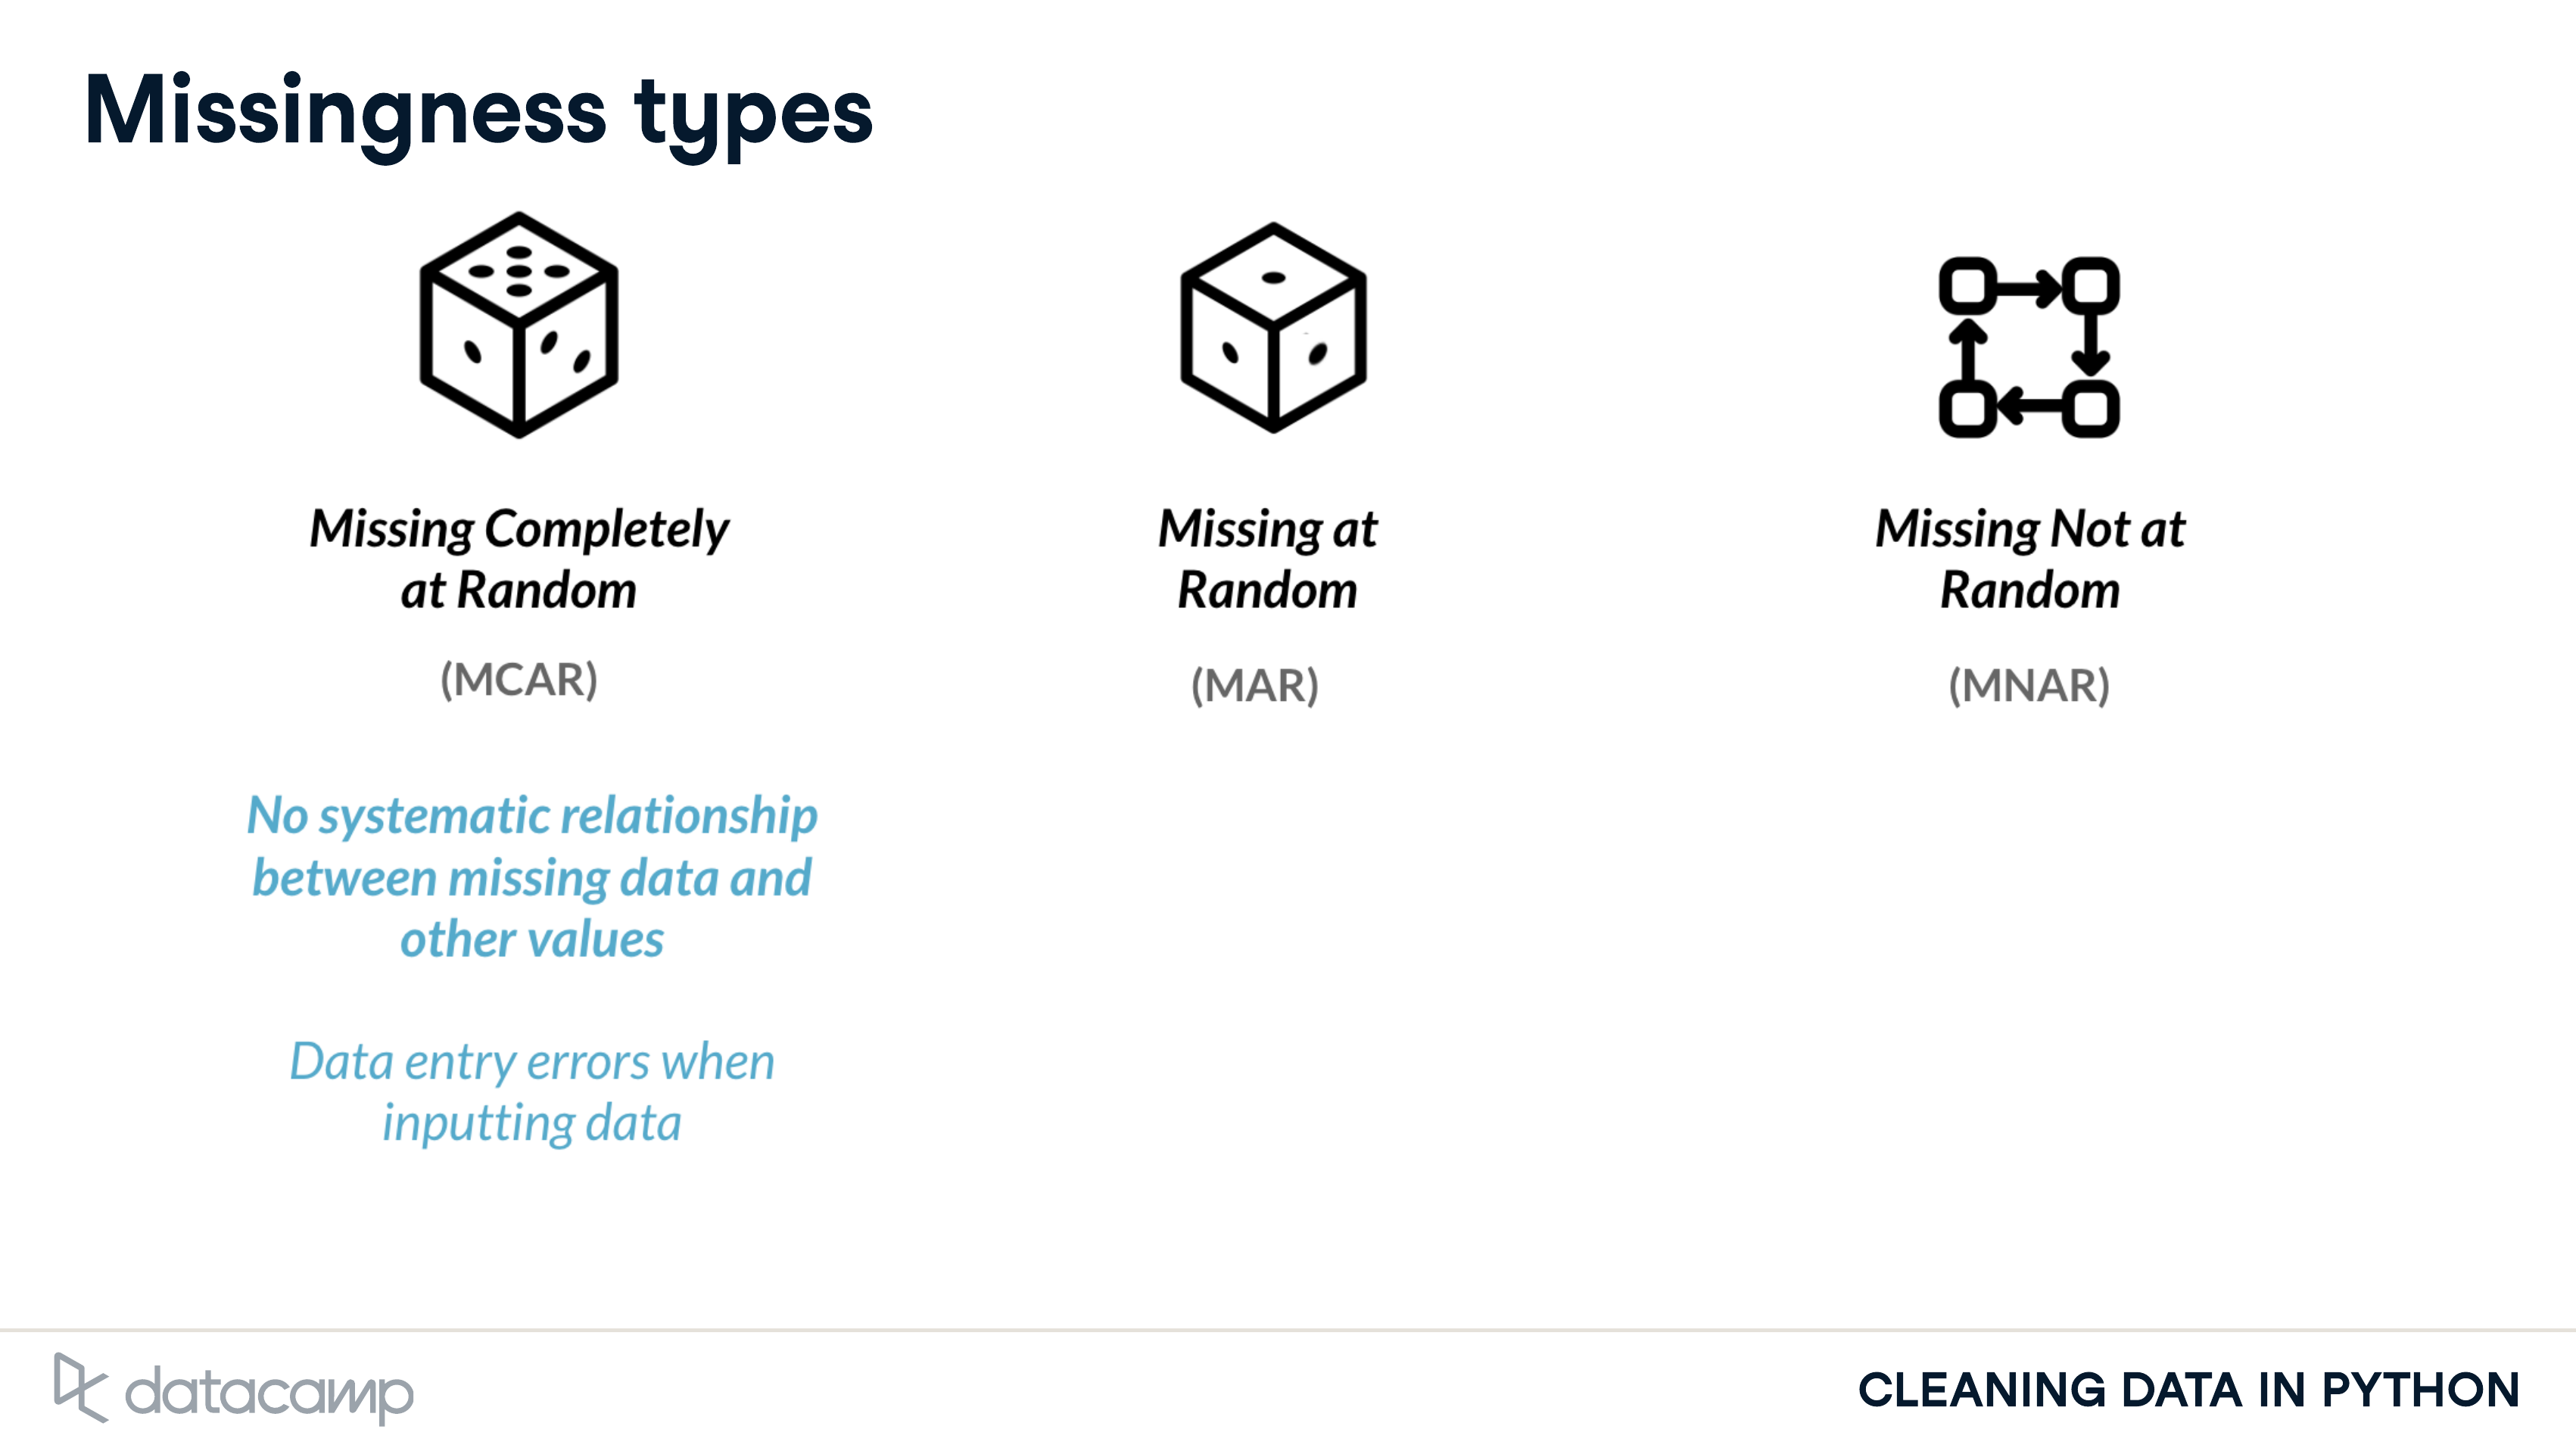 Missingness types
Missing Completely
at Random
(MCAR)
No systematic relationship
between missing data and
other values
Data entry errors when
inputting data
Missing at
Random
(MAR)
Missing Not at
Random
(MNAR)
datacamp
CLEANING DATA IN PYTHON